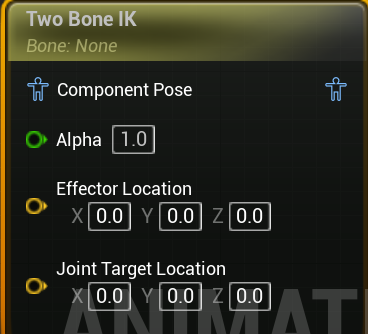 Two Bone IK
Bone: None
Component Pose
Alpha 1.0
Effector Location
X 0.0 Y 0.0 Z 0.0
Joint Target Location
X 0.0 Y 0.0 Z 0.0
ANIMAT